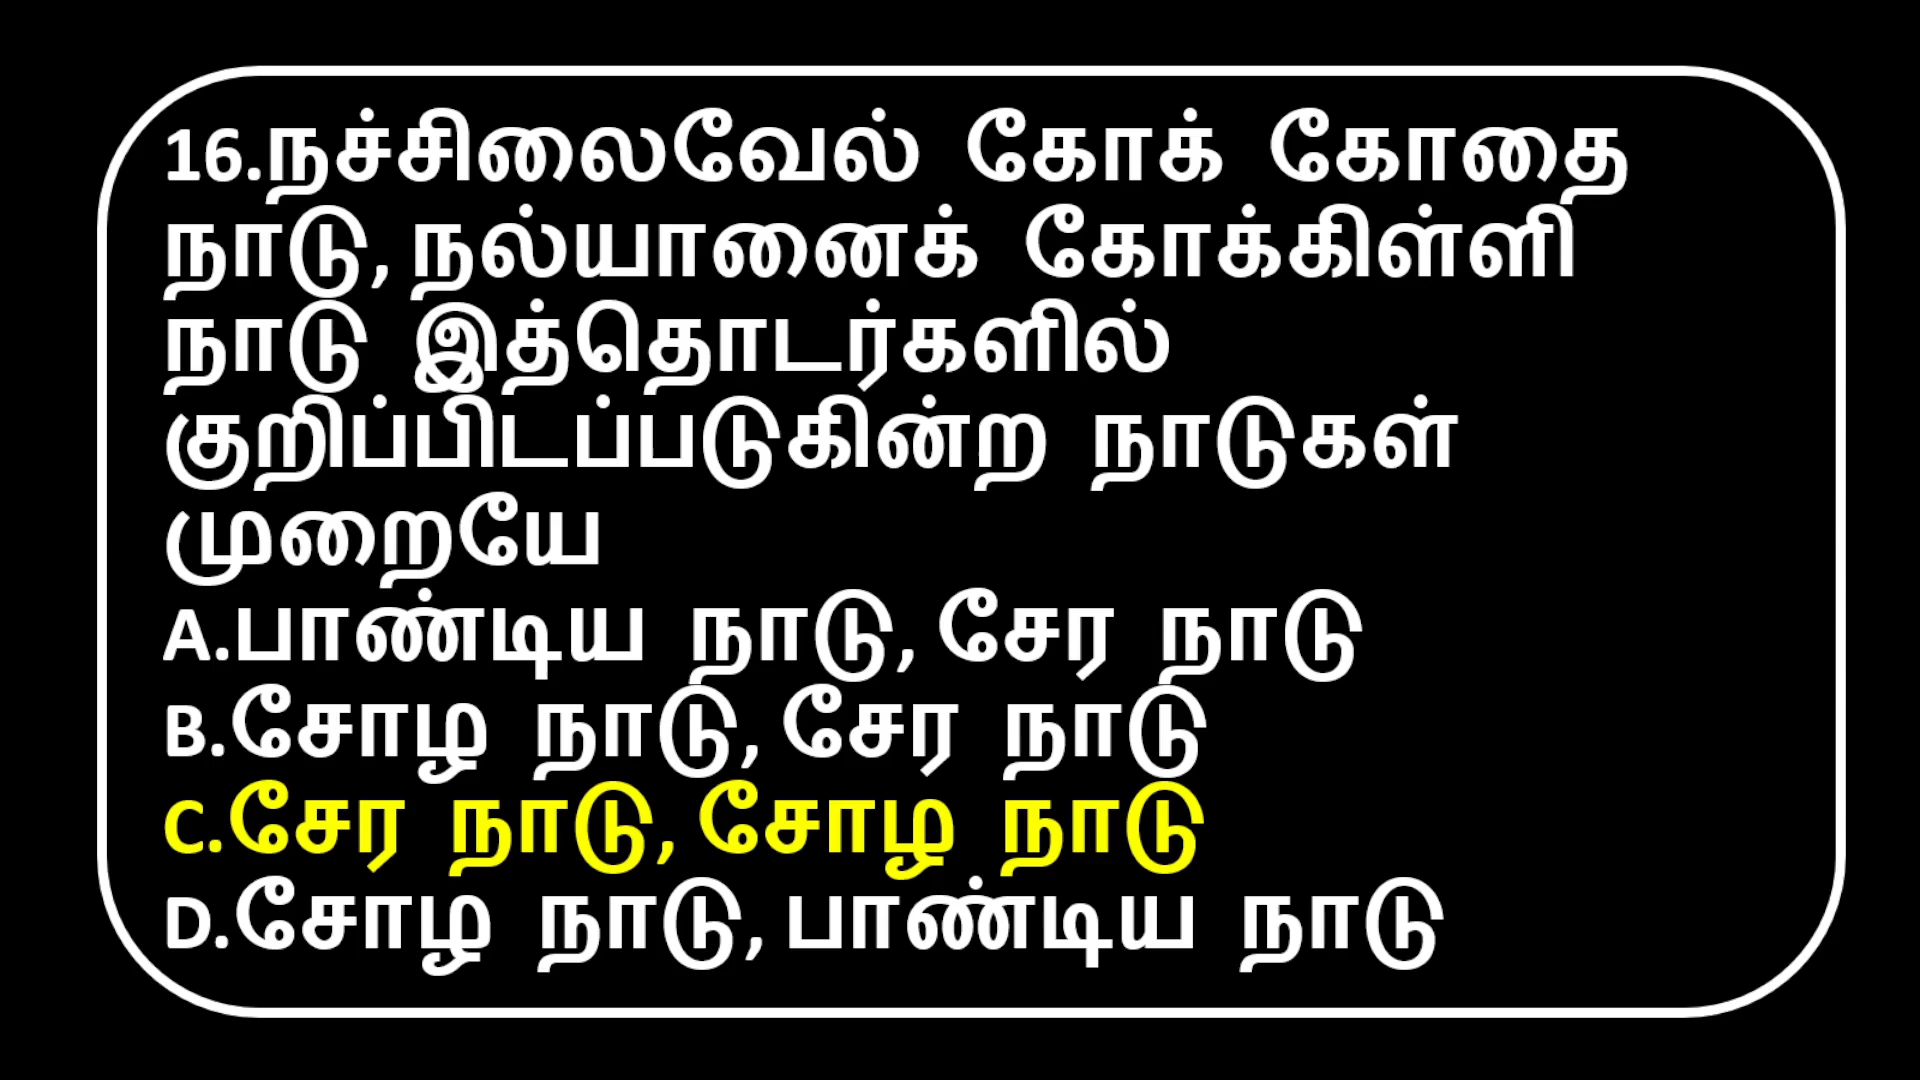 16.நச்சிலைவேல் கோக் கோதை
நாடு,நல்யானைக் கோக்கிள்ளி
நாடு இத்தொடர்களில்
குறிப்பிடப்படுகின்ற நாடுகள்
முறையே
A.பாண்டிய நாடு,சேர நாடு
B.சோழ நாடு,சேர நாடு
C.சேர நாடு,சோழ நாடு
D.சோழ நாடு,பாண்டிய நாடு